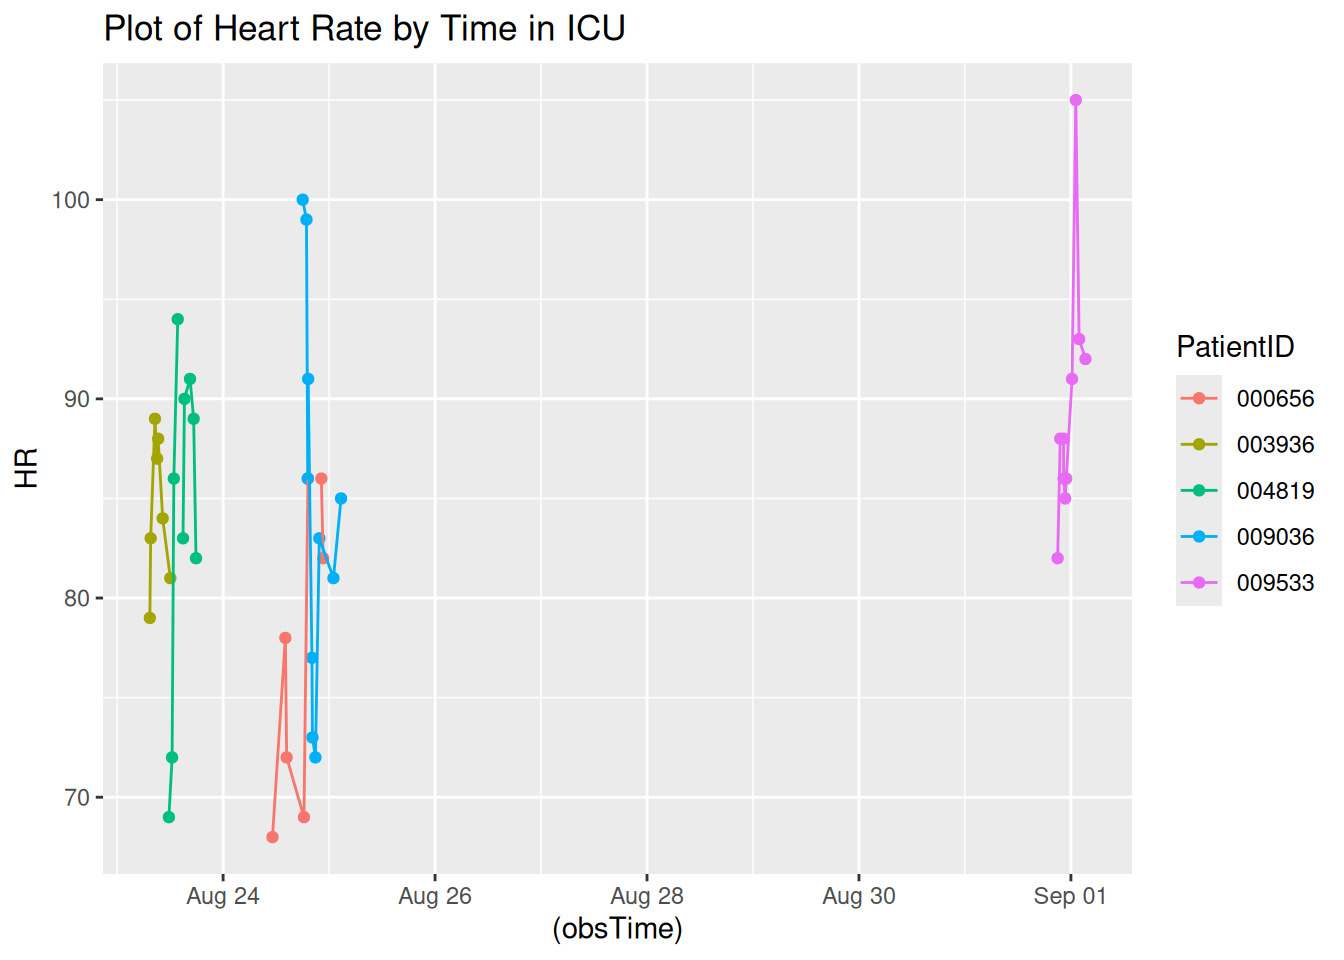 Plot of Heart Rate by Time in ICU
HR
100
90
80
70
Aug 24 Aug 26 Aug 28 Aug 30 Sep 01
(obsTime)
PatientID
000656
003936
004819
009036
009533